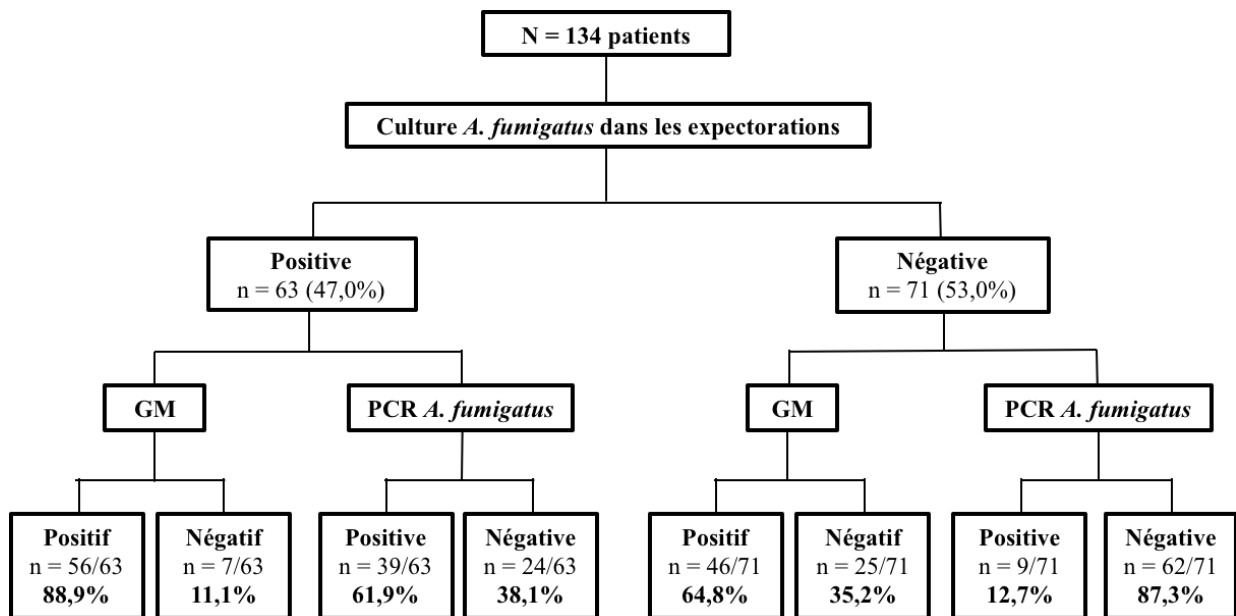 N = 134 patients
Culture A. fumigatus dans les expectorations
Positive
n = 63 (47,0%)
Négative
n = 71 (53,0%)
GM
PCR A. fumigatus
GM
PCR A. fumigatus
Positif
n = 56/63
88,9%
Négatif
n = 7/63
11,1%
Positive
n = 39/63
61,9%
Négative
n = 24/63
38,1%
Positif
n = 46/71
64,8%
Négatif
n = 25/71
35,2%
Positive
n = 9/71
12,7%
Négative
n = 62/71
87,3%